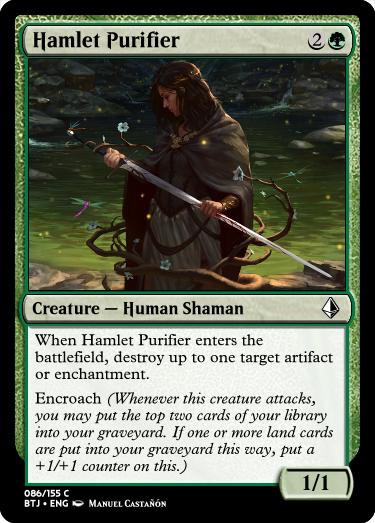 Hamlet Purifier 2
Creature — Human Shaman
When Hamlet Purifier enters the
battlefield, destroy up to one target artifact
or enchantment.
Encroach (Whenever this creature attacks,
you may put the top two cards of your library
into your graveyard. If one or more land cards
are put into your graveyard this way, put a
+1/+1 counter on this.)
1/1
086/155 C
BTJ • ENG Manuel Castañón